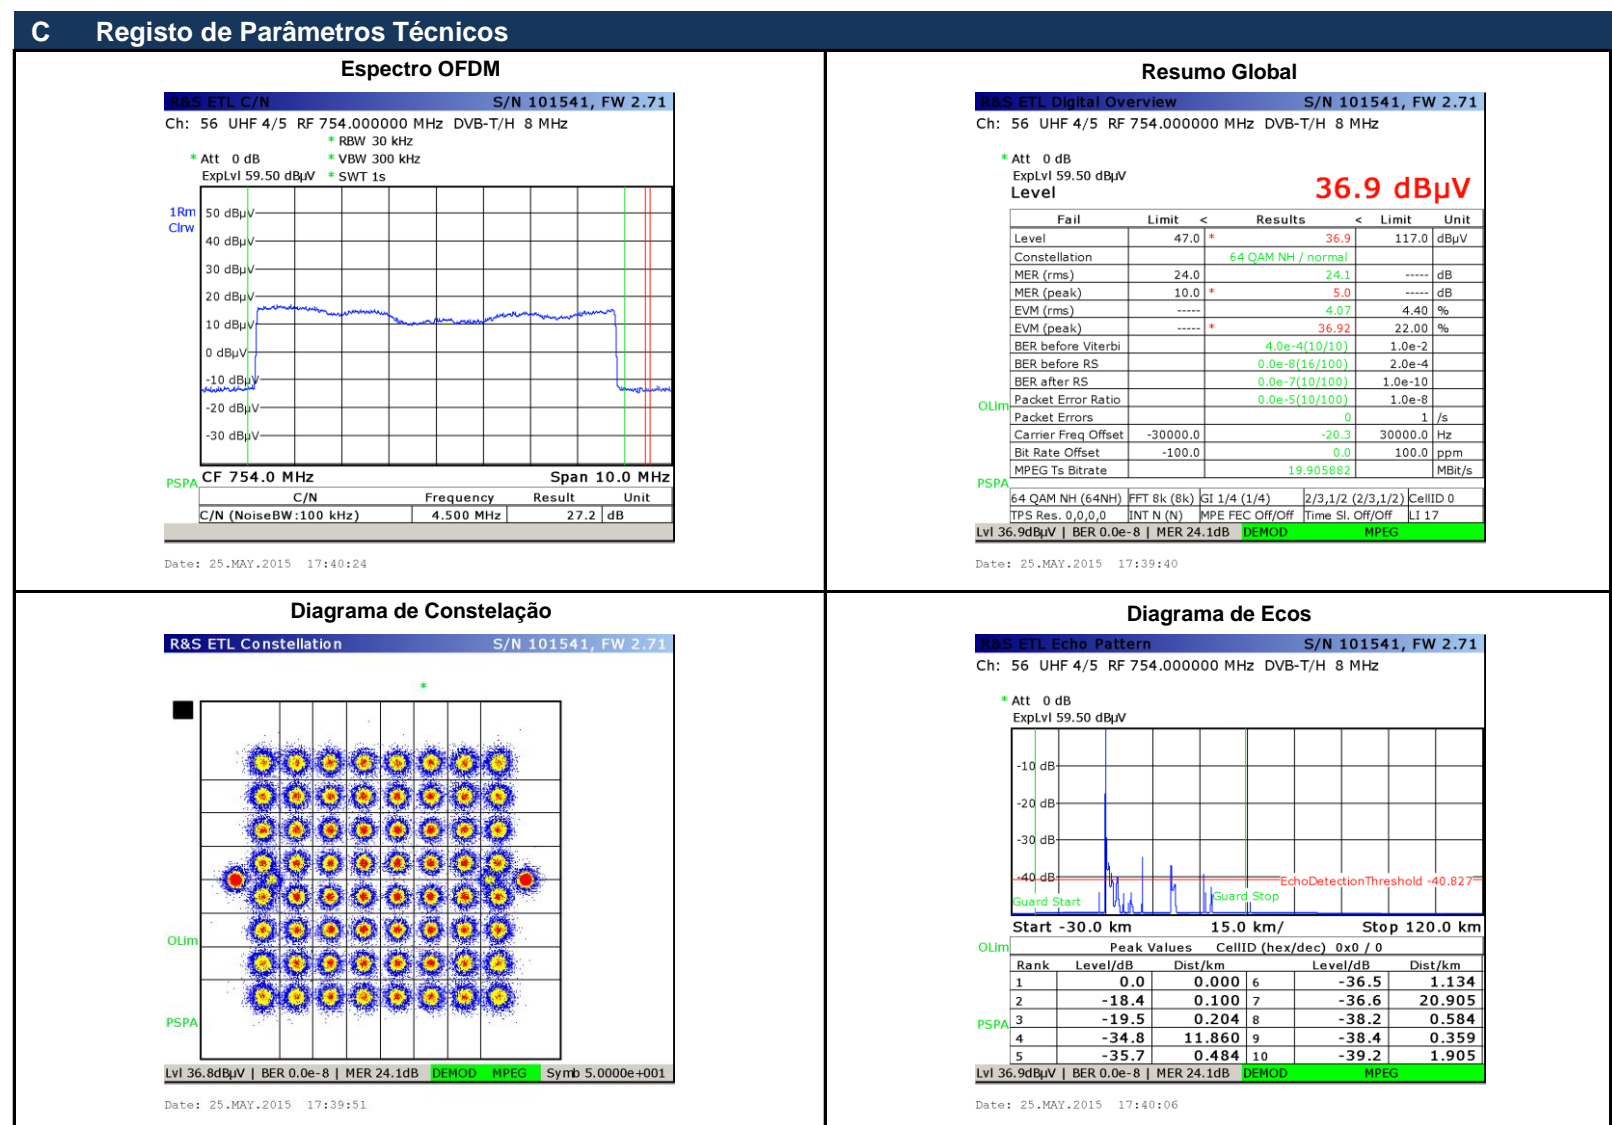 C Registo de Parâmetros Técnicos
Espectro OFDM
R&S ETL C/N S/N 101541, FW 2.71
Ch: 56 UHF 4/5 RF 754.000000 MHz DVB-T/H 8 MHz
* RBW 30 kHz
* Att 0 dB * VBW 300 kHz
ExpLvl 59.50 dBµV * SWT 1s
1Rm
Clrw
50 dBµV
40 dBµV
30 dBµV
20 dBµV
10 dBµV
0 dBµV
-10 dBµV
-20 dBµV
-30 dBµV
PSPA
CF 754.0 MHz Span 10.0 MHz
C/N Frequency Result Unit
C/N (NoiseBW:100 kHz) 4.500 MHz 27.2 dB
Date: 25.MAY.2015 17:40:24
Resumo Global
R&S ETL Digital Overview S/N 101541, FW 2.71
Ch: 56 UHF 4/5 RF 754.000000 MHz DVB-T/H 8 MHz
* Att 0 dB
ExpLvl 59.50 dBµV
Level 36.9 dBµV
Fail Limit < Results < Limit Unit
Level 47.0 * 36.9 117.0 dBµV
Constellation 64 QAM NH / normal
MER (rms) 24.0 24.1 ----- dB
MER (peak) 10.0 * 5.0 ----- dB
EVM (rms) ----- 4.07 4.40 %
EVM (peak) ----- * 36.92 22.00 %
BER before Viterbi 4.0e-4(10/10) 1.0e-2
BER before RS 0.0e-8(16/100) 2.0e-4
BER after RS 0.0e-7(10/100) 1.0e-10
OLim
Packet Error Ratio 0.0e-5(10/100) 1.0e-8
Packet Errors 0 1 /s
Carrier Freq Offset -30000.0 -20.3 30000.0 Hz
Bit Rate Offset -100.0 0.0 100.0 ppm
MPEG Ts Bitrate 19.905882 MBit/s
PSPA
64 QAM NH (64NH) FFT 8k (8k) GI 1/4 (1/4) 2/3,1/2 (2/3,1/2) CellID 0
TPS Res. 0,0,0,0 INT N (N) MPE FEC Off/Off Time Sl. Off/Off LI 17
Lvl 36.9dBµV | BER 0.0e-8 | MER 24.1dB DEMOD MPEG
Date: 25.MAY.2015 17:39:40
Diagrama de Constelação
R&S ETL Constellation S/N 101541, FW 2.71
*
OLim
PSPA
Lvl 36.8dBµV | BER 0.0e-8 | MER 24.1dB DEMOD MPEG Symb 5.0000e+001
Date: 25.MAY.2015 17:39:51
Diagrama de Ecos
R&S ETL Echo Pattern S/N 101541, FW 2.71
Ch: 56 UHF 4/5 RF 754.000000 MHz DVB-T/H 8 MHz
* Att 0 dB
ExpLvl 59.50 dBµV
-10 dB
-20 dB
-30 dB
-40 dB
EchoDetectionThreshold -40.827
Guard Start Guard Stop
Start -30.0 km 15.0 km/ Stop 120.0 km
OLim
Peak Values CellID (hex/dec) 0x0 / 0
Rank Level/dB Dist/km Level/dB Dist/km
1 0.0 0.000 6 -36.5 1.134
2 -18.4 0.100 7 -36.6 20.905
PSPA
3 -19.5 0.204 8 -38.2 0.584
4 -34.8 11.860 9 -38.4 0.359
5 -35.7 0.484 10 -39.2 1.905
Lvl 36.9dBµV | BER 0.0e-8 | MER 24.1dB DEMOD MPEG
Date: 25.MAY.2015 17:40:06